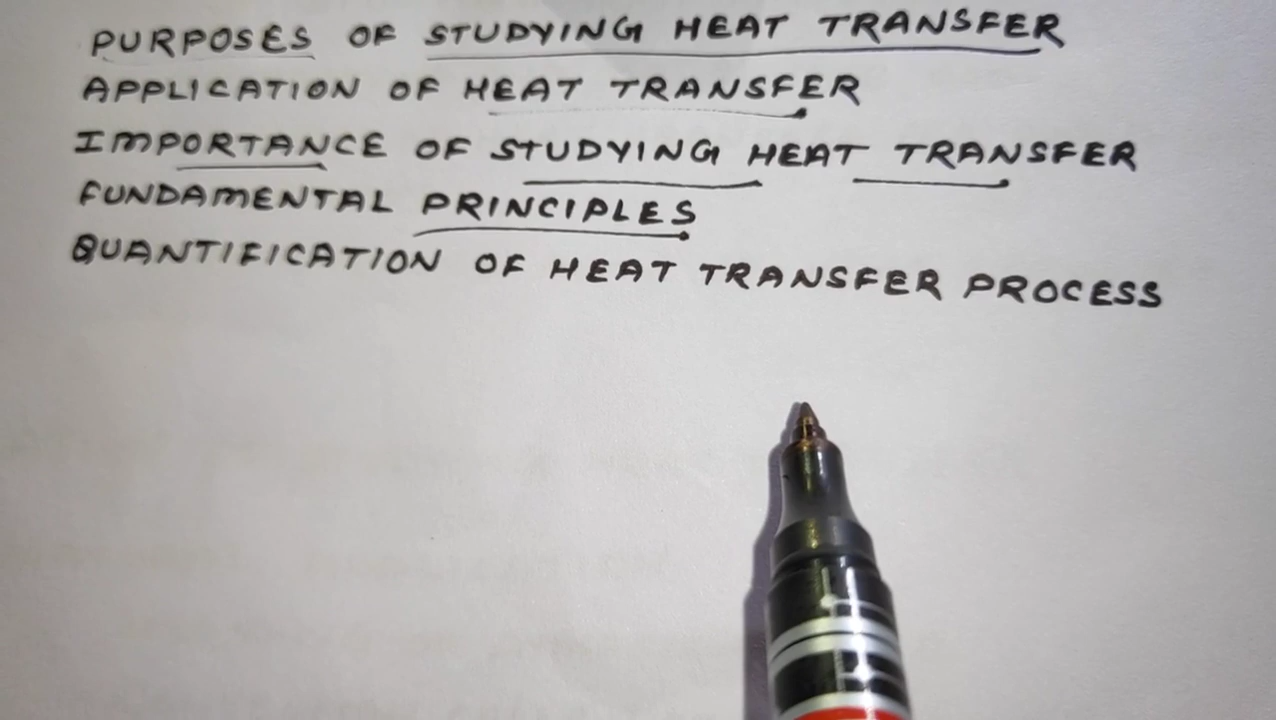 PURPOSES OF STUDYING HEAT TRANSFER
APPLICATION OF HEAT TRANSFER
IMPORTANCE OF STUDYING HEAT TRANSFER
FUNDAMENTAL PRINCIPLES
QUANTIFICATION OF HEAT TRANSFER PROCESS